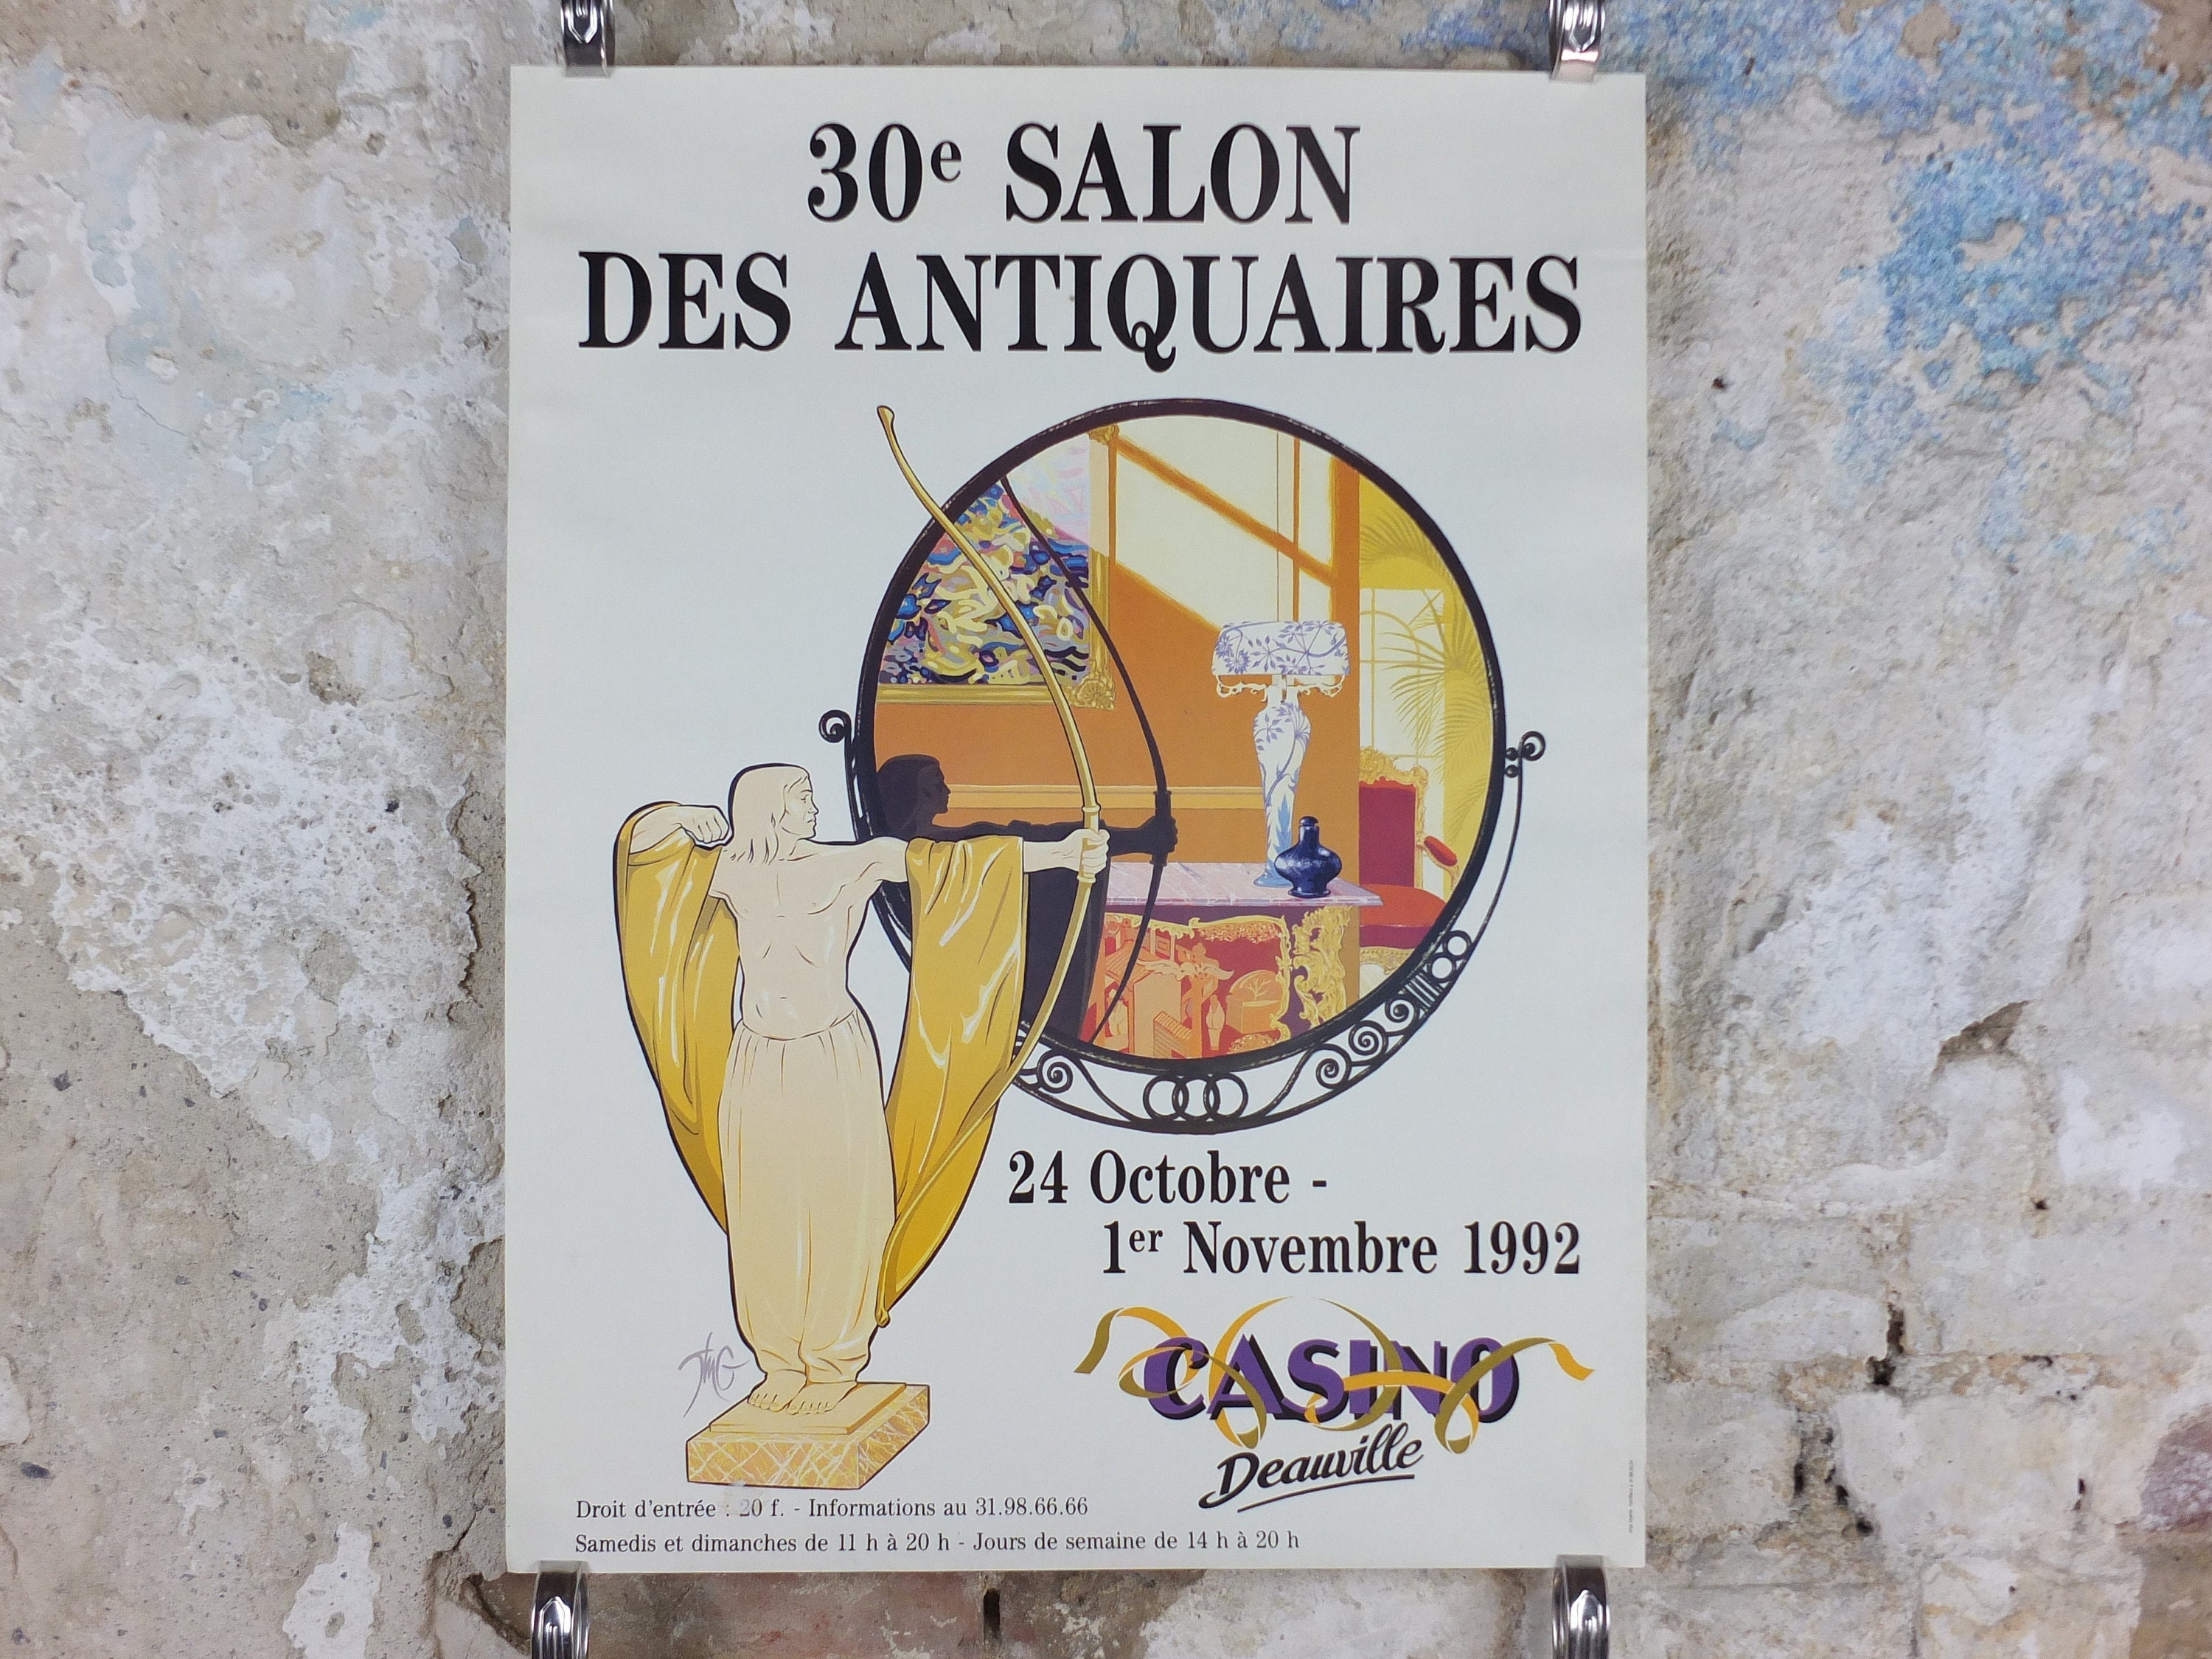 30e SALON
DES ANTIQUAIRES
24 Octobre -
1er Novembre 1992
CASINO
Deauville
Droit d'entrée : 20 f. - Informations au 31.98.66.66
Samedis et dimanches de 11 h à 20 h - Jours de semaine de 14 h à 20 h